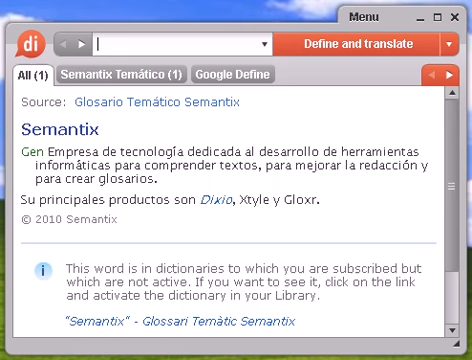 Menu
di
Define and translate
All (1)
Semantix Temático (1)
Google Define
Source: Glosario Temático Semantix
Semantix
Gen Empresa de tecnología dedicada al desarrollo de herramientas
informáticas para comprender textos, para mejorar la redacción y
para crear glosarios.
Su principales productos son Dixio, Xtyle y Gloxr.
© 2010 Semantix
i
This word is in dictionaries to which you are subscribed but
which are not active. If you want to see it, click on the link
and activate the dictionary in your Library.
"Semantix" - Glossari Temàtic Semantix